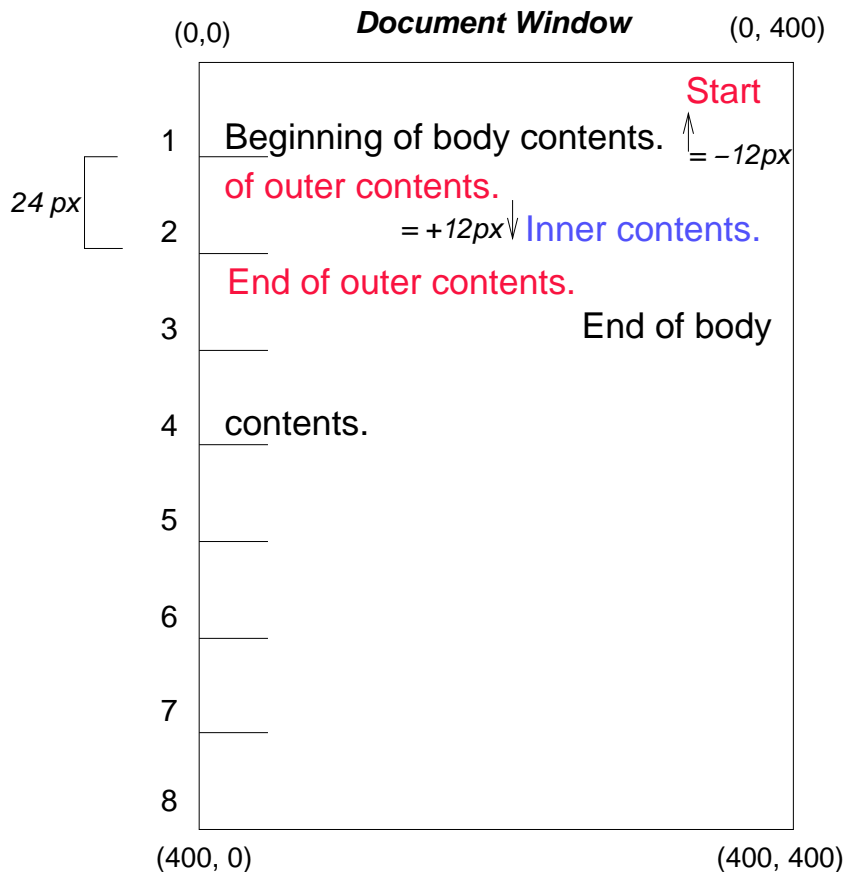 Document Window
(0,0) (0, 400)
Start
1 Beginning of body contents. = –12px
of outer contents.
24 px
2 = +12px Inner contents.
End of outer contents.
3 End of body
4 contents.
5
6
7
8
(400, 0) (400, 400)